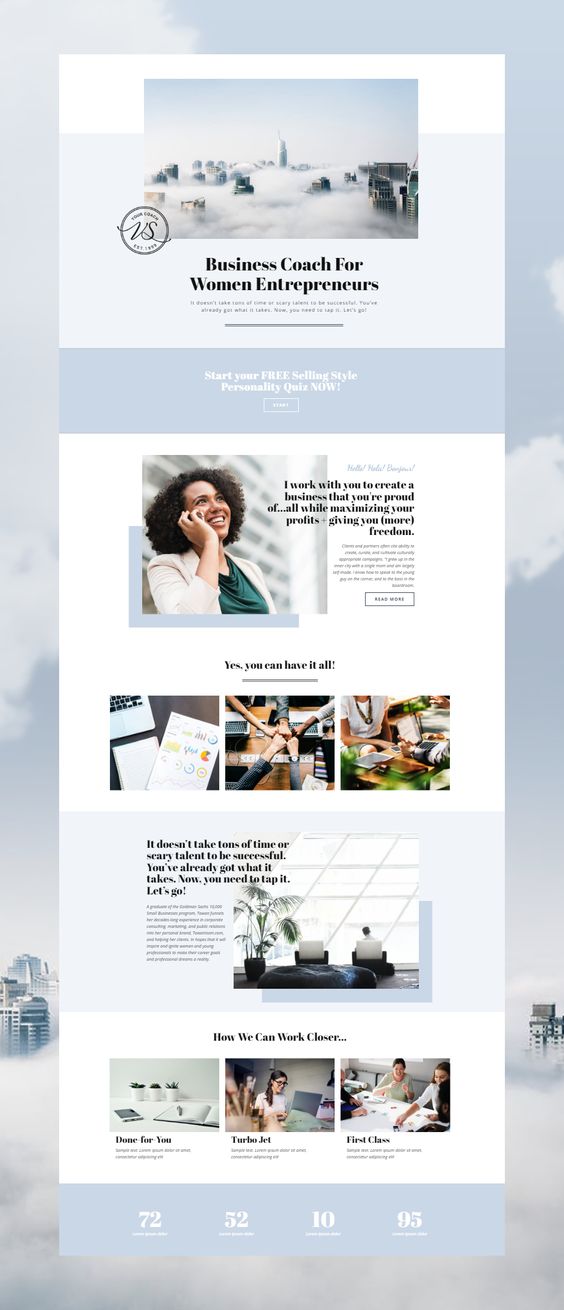 YOUR COACH
VS
EST. 1899
Business Coach For
Women Entrepreneurs
It doesn't take tons of time or scary talent to be successful. You've
already got what it takes. Now, you need to tap it. Let's go!
Start your FREE Selling Style
Personality Quiz NOW!
START
Hello! Hola! Bonjour!
I work with you to create a
business that you're proud
of...all while maximizing your
profits + giving you (more)
freedom.
Clients and partners often cite ability to
create, curate, and cultivate culturally
appropriate campaigns. "I grew up in the
inner city with a single mom and am largely
self-made. I know how to speak to the young
guy on the corner, and to the boss in the
boardroom.
READ MORE
Yes, you can have it all!
It doesn't take tons of time or
scary talent to be successful.
You've already got what it
takes. Now, you need to tap it.
Let's go!
A graduate of the Goldman Sachs 10,000
Small Businesses program, Tawan funnels
her decades-long experience in corporate
consulting, marketing, and public relations
into her personal brand,
and helping her clients. In hopes that it will
inspire and ignite women and young
professionals to make their career goals
and professional dreams a reality.
How We Can Work Closer...
Done-for-You
Sample text. Lorem ipsum dolor sit amet,
consectetur adipiscing elit
Turbo Jet
Sample text. Lorem ipsum dolor sit amet,
consectetur adipiscing elit
First Class
Sample text. Lorem ipsum dolor sit amet,
consectetur adipiscing elit
72
Lorem ipsum dolor
52
Lorem ipsum dolor
10
Lorem ipsum dolor
95
Lorem ipsum dolor